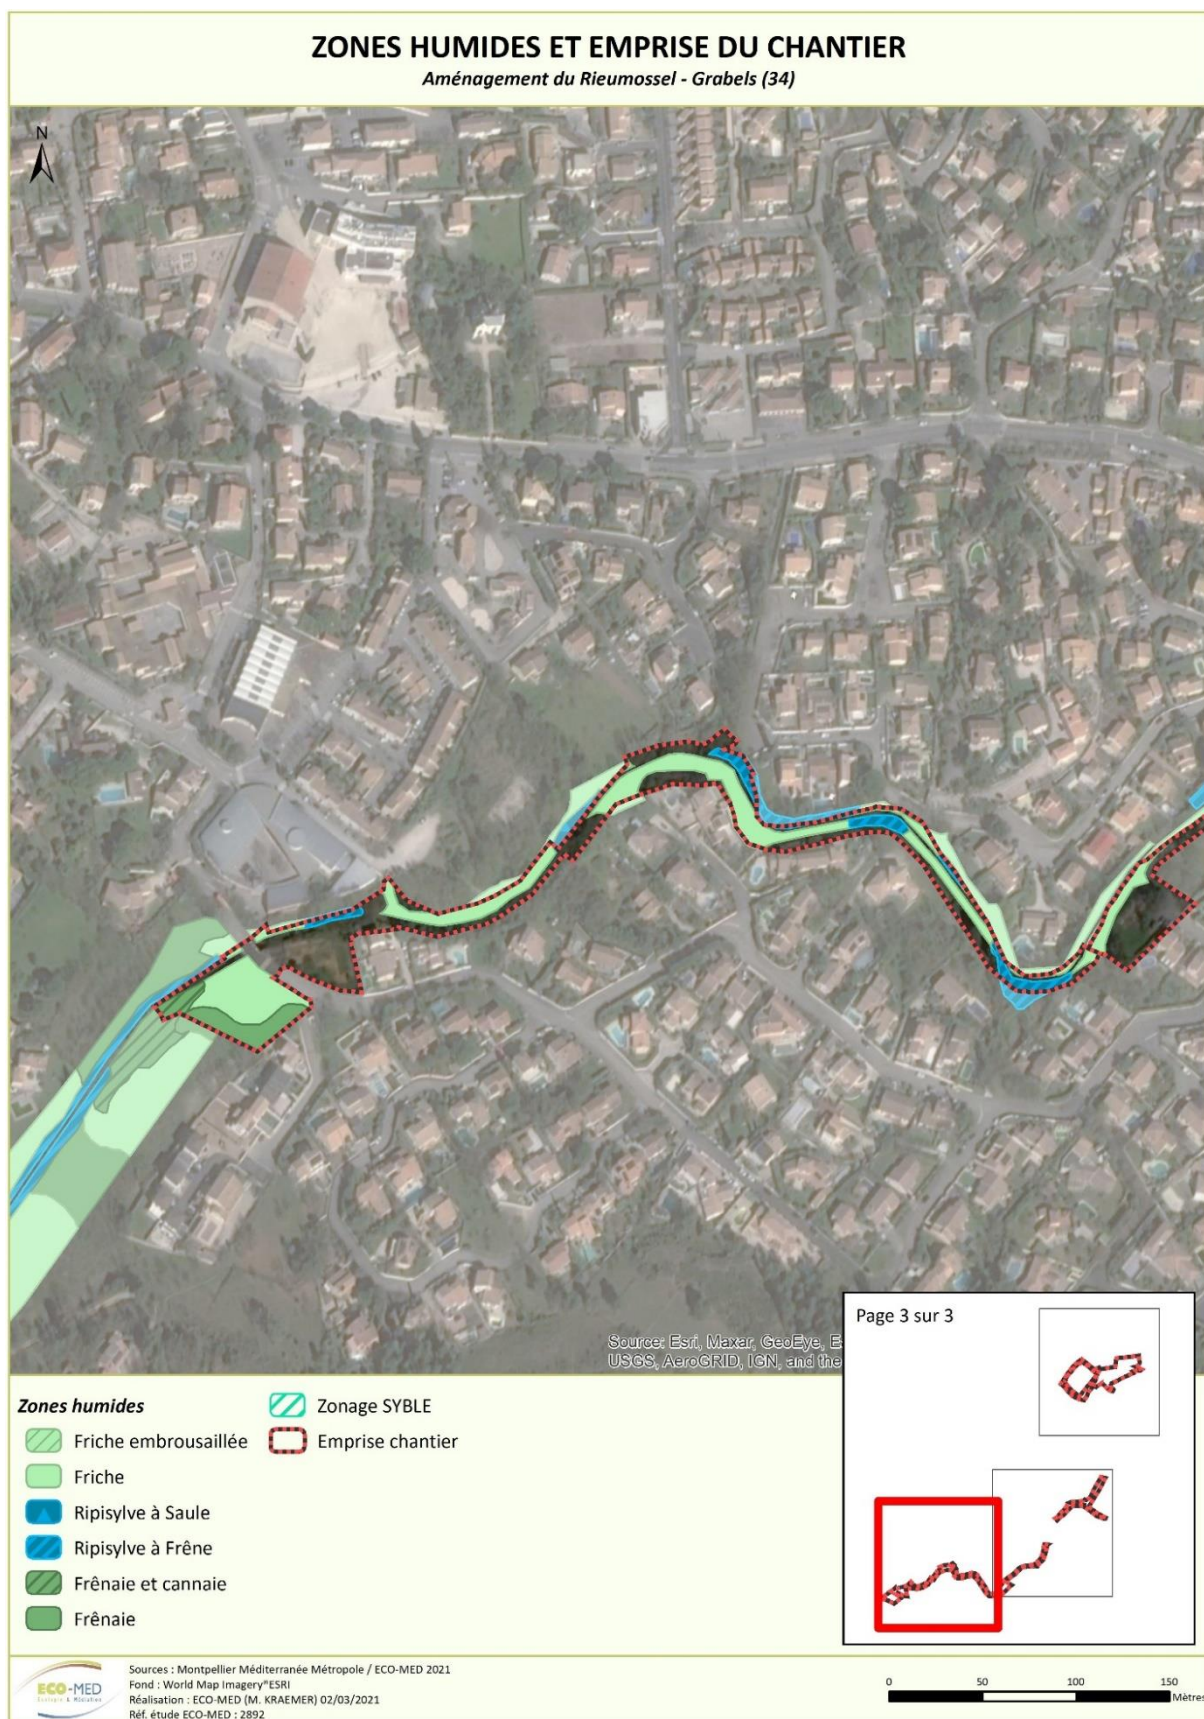 ZONES HUMIDES ET EMPRISE DU CHANTIER
Aménagement du Rieumossel - Grabels (34)
N
Source: Esri, Maxar, GeoEye, E
USGS, AeroGRID, IGN, and the
Page 3 sur 3
Zones humides
Friche embrousaillée
Friche
Ripisylve à Saule
Ripisylve à Frêne
Frênaie et cannaie
Frênaie
Zonage SYBLE
Emprise chantier
ECO-MED
Ecologie & Médiation
Sources : Montpellier Méditerranée Métropole / ECO-MED 2021
Fond : World Map Imagery"ESRI
Réalisation : ECO-MED (M. KRAEMER) 02/03/2021
Réf. étude ECO-MED : 2892
0 50 100 150
Mètres